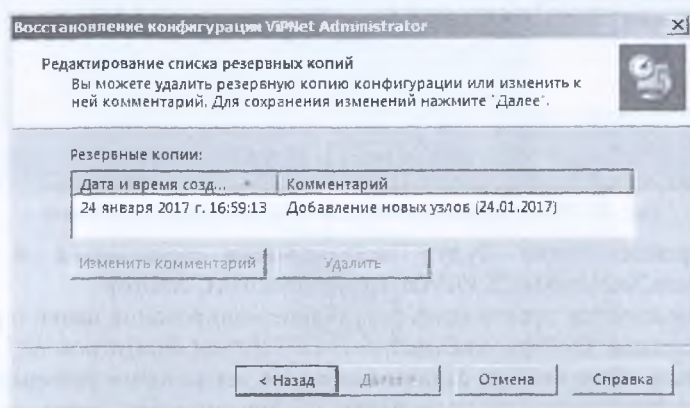 Восстановление конфигурации ViPNet Administrator
Редактирование списка резервных копий
Вы можете удалить резервную копию конфигурации или изменить к
ней комментарий. Для сохранения изменений нажмите "Далее".
Резервные копии:
Дата и время созд... Комментарий
24 января 2017 г. 16:59:13 Добавление новых узлов (24.01.2017)
Изменить комментарий Удалить
< Назад Далее > Отмена Справка